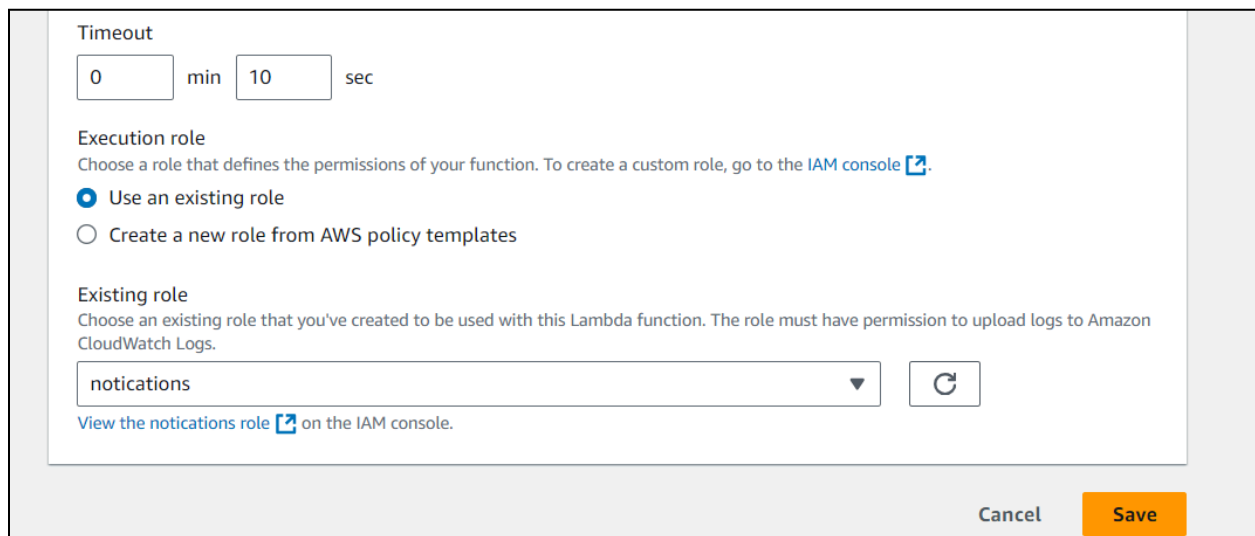 Timeout
0 min 10 sec
Execution role
Choose a role that defines the permissions of your function. To create a custom role, go to the IAM console.
Use an existing role
Create a new role from AWS policy templates
Existing role
Choose an existing role that you've created to be used with this Lambda function. The role must have permission to upload logs to Amazon
CloudWatch Logs.
notications
View the notications role on the IAM console.
Cancel Save